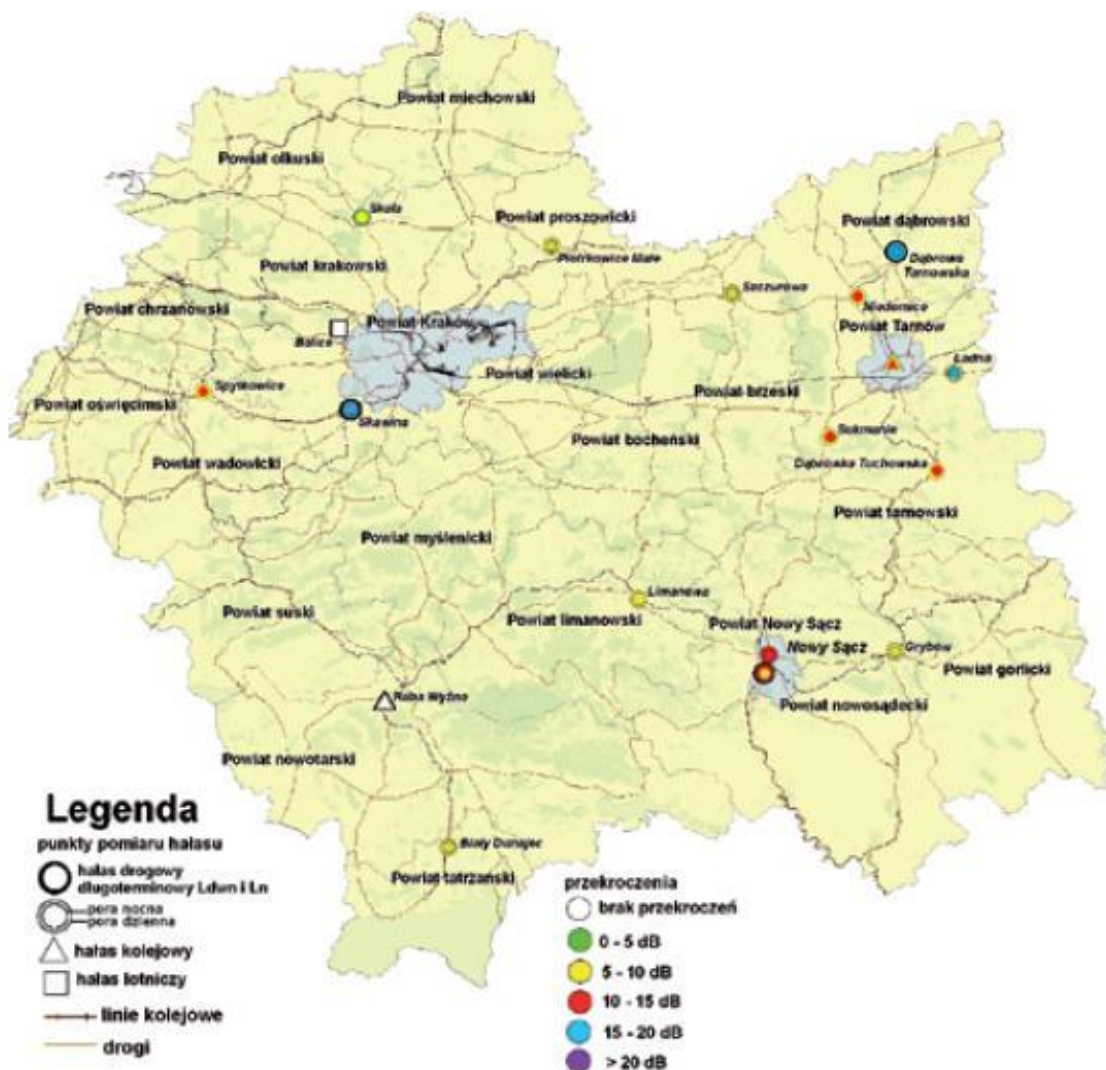 Powiat miechowski
Powiat olkuski
Skała
Powiat proszowicki
Powiat dąbrowski
Piotrkowice Małe
Dąbrowa
Tarnowska
Powiat krakowski
Szczurowa
Niedomice
Powiat chrzanowski
Powiat Kraków
Powiat Tarnów
Balice
Ładna
Powiat wielicki
Spytkowice
Powiat brzeski
Powiat oświęcimski
Skawina
Sukmanie
Powiat bocheński
Powiat wadowicki
Dąbrówka Tuchowska
Powiat tarnowski
Powiat myślenicki
Limanowa
Powiat suski
Powiat limanowski
Powiat Nowy Sącz
Nowy Sącz
Grybów
Powiat gorlicki
Raba Wyżna
Powiat nowosądecki
Powiat nowotarski
Biały Dunajec
Powiat tatrzański
Legenda
punkty pomiaru hałasu
hałas drogowy
długoterminowy Ldwn i Ln
pora nocna
pora dzienna
hałas kolejowy
hałas lotniczy
linie kolejowe
drogi
przekroczenia
brak przekroczeń
0 - 5 dB
5 - 10 dB
10 - 15 dB
15 - 20 dB
> 20 dB